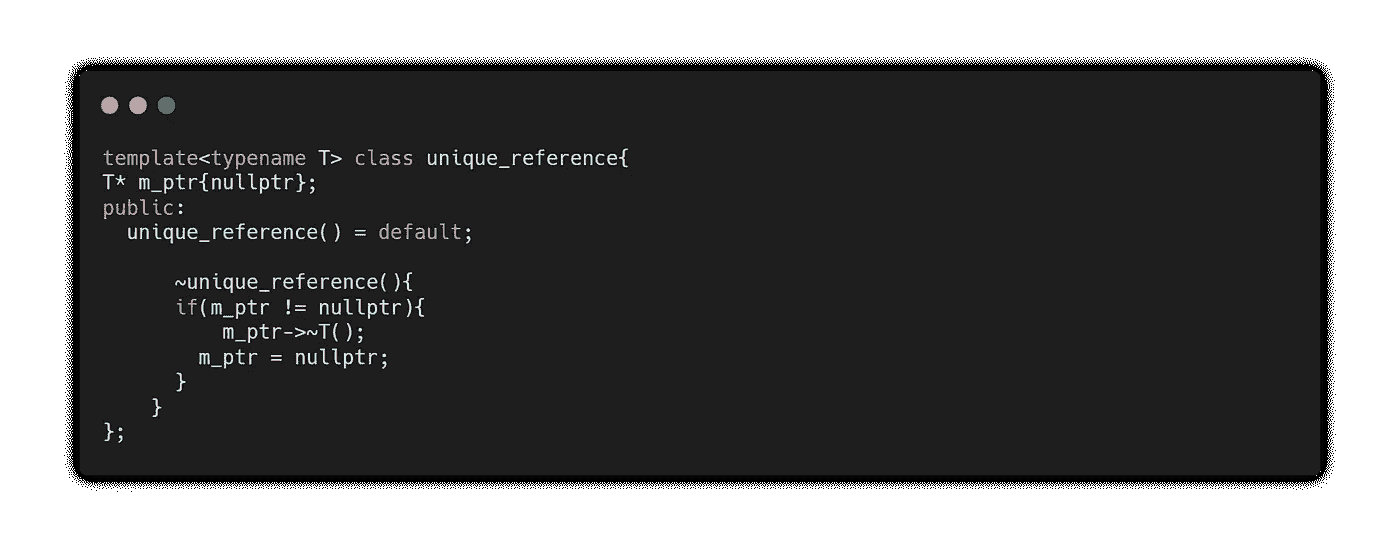 template<typename T> class unique_reference{
T* m_ptr{nullptr};
public:
  unique_reference() = default;

      ~unique_reference(){
      if(m_ptr != nullptr){
          m_ptr->~T();
        m_ptr = nullptr;
      }
    }
};